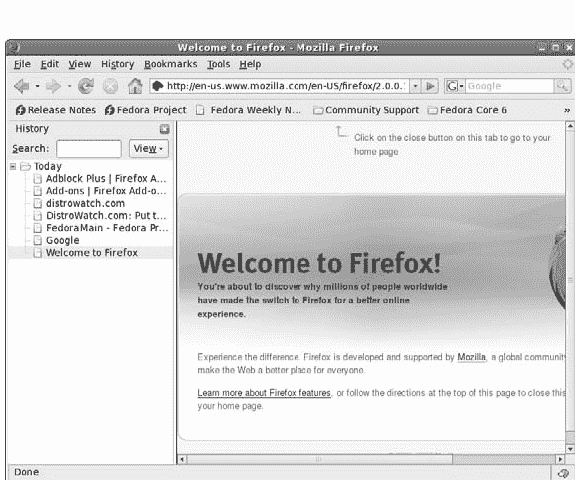 Welcome to Firefox - Mozilla Firefox
File Edit View History Bookmarks Tools Help
http://en-us.www.mozilla.com/en-US/firefox/2.0.0. Google
Release Notes Fedora Project Fedora Weekly N... Community Support Fedora Core 6 »
History
Search: View
Today
Adblock Plus | Firefox A...
Add-ons | Firefox Add-o...
distrowatch.com
DistroWatch.com: Put t...
FedoraMain - Fedora Pr...
Google
Welcome to Firefox
Click on the close button on this tab to go to your
home page
Welcome to Firefox!
You're about to discover why millions of people worldwide
have made the switch to Firefox for a better online
experience.
Experience the difference. Firefox is developed and supported by Mozilla, a global community
make the Web a better place for everyone.
Learn more about Firefox features, or follow the directions at the top of this page to close this
your home page.
Done